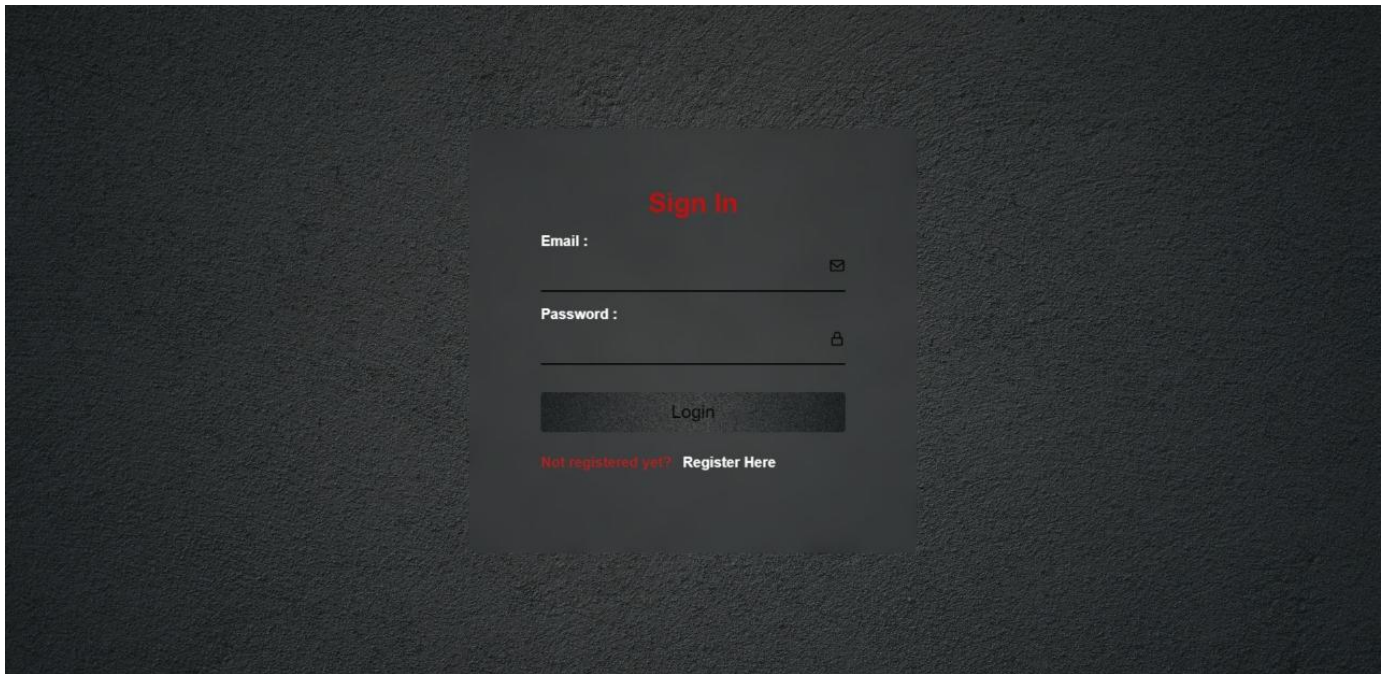 Sign In
Email :
Password :
Login
Not registered yet? Register Here